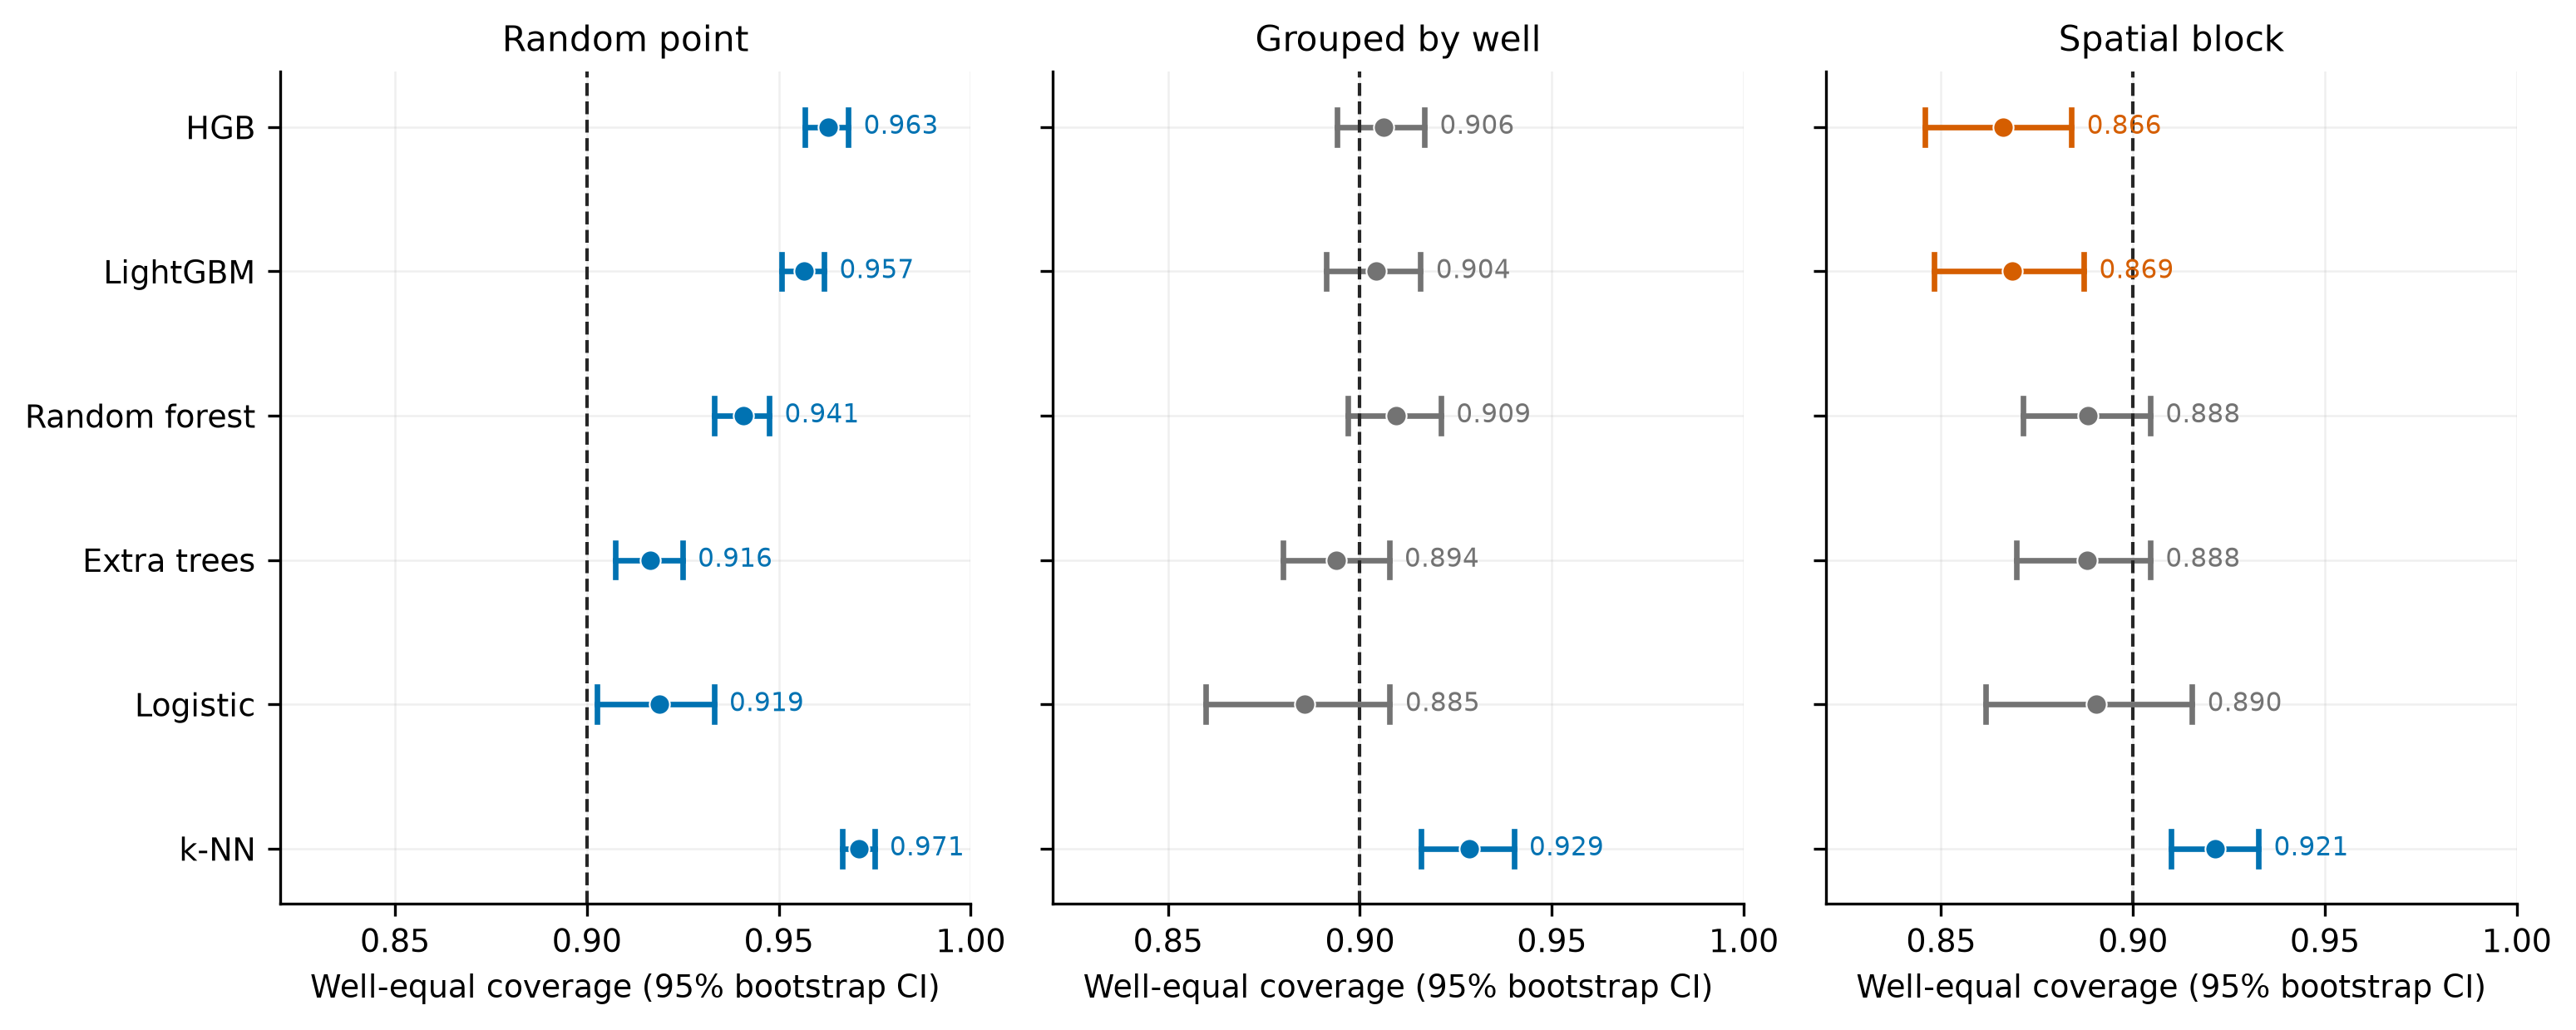 Random point
Grouped by well
Spatial block
HGB
0.963
0.906
0.866
LightGBM
0.957
0.904
0.869
Random forest
0.941
0.909
0.888
Extra trees
0.916
0.894
0.888
Logistic
0.919
0.885
0.890
k-NN
0.971
0.929
0.921
0.85 0.90 0.95 1.00
0.85 0.90 0.95 1.00
0.85 0.90 0.95 1.00
Well-equal coverage (95% bootstrap CI)
Well-equal coverage (95% bootstrap CI)
Well-equal coverage (95% bootstrap CI)